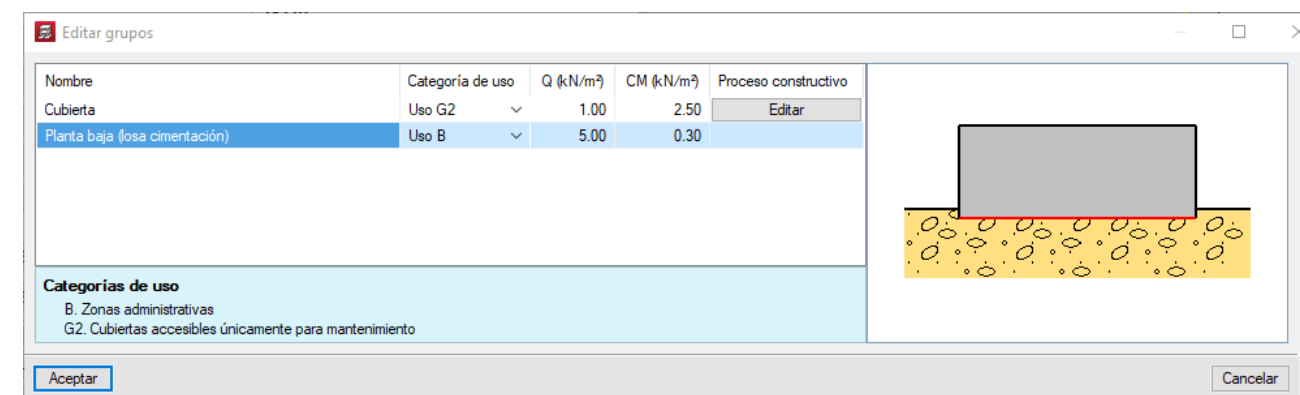 Editar grupos
Nombre Categoría de uso Q (kN/m²) CM (kN/m²) Proceso constructivo
Cubierta Uso G2 1.00 2.50 Editar
Planta baja (losa cimentación) Uso B 5.00 0.30
Categorías de uso
B. Zonas administrativas
G2. Cubiertas accesibles únicamente para mantenimiento
Aceptar Cancelar